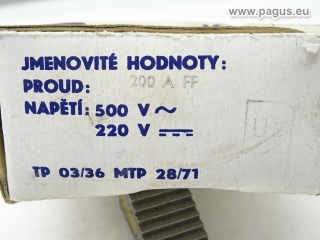 www.pagus.eu
JMENOVITÉ HODNOTY:
PROUD: 200 A FF
NAPĚTÍ: 500 V ~
220 V ⎓
TP 03/36 MTP 28/71